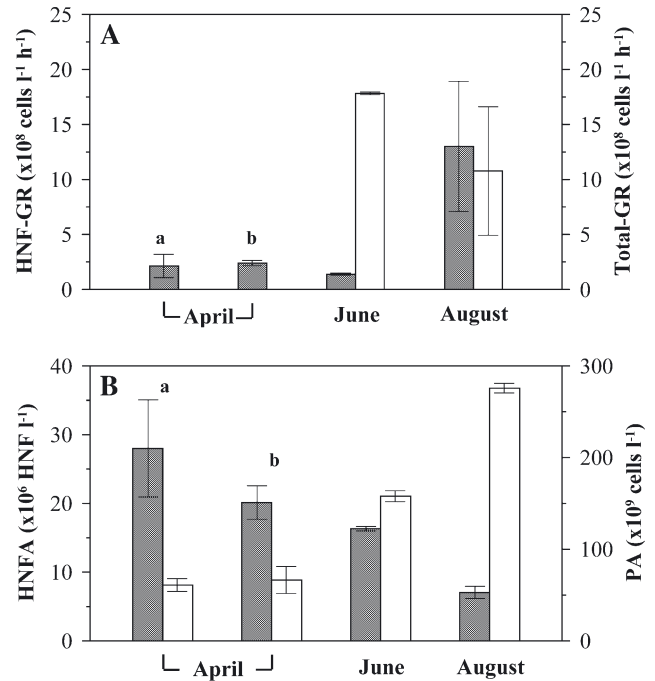 A
HNF-GR (x10⁸ cells l⁻¹ h⁻¹)
25
20
15
10
5
0
a
b
25
20
15
10
5
0
Total-GR (x10⁸ cells l⁻¹ h⁻¹)
April
June
August
B
HNFA (x10⁶ HNF l⁻¹)
40
30
20
10
0
a
b
300
200
100
0
PA (x10⁹ cells l⁻¹)
April
June
August